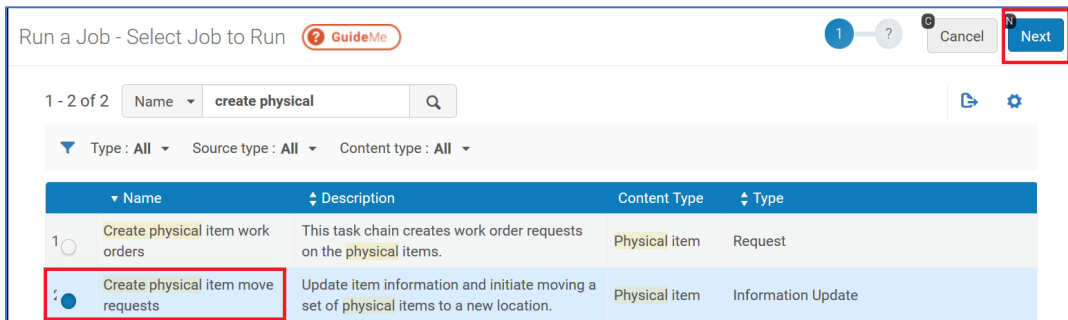 Run a Job - Select Job to Run ? GuideMe 1 ? C Cancel N Next
1 - 2 of 2 Name create physical
Type : All Source type : All Content type : All
Name Description Content Type Type
1 Create physical item work This task chain creates work order requests Physical item Request
orders on the physical items.
Create physical item move Update item information and initiate moving a Physical item Information Update
requests set of physical items to a new location.